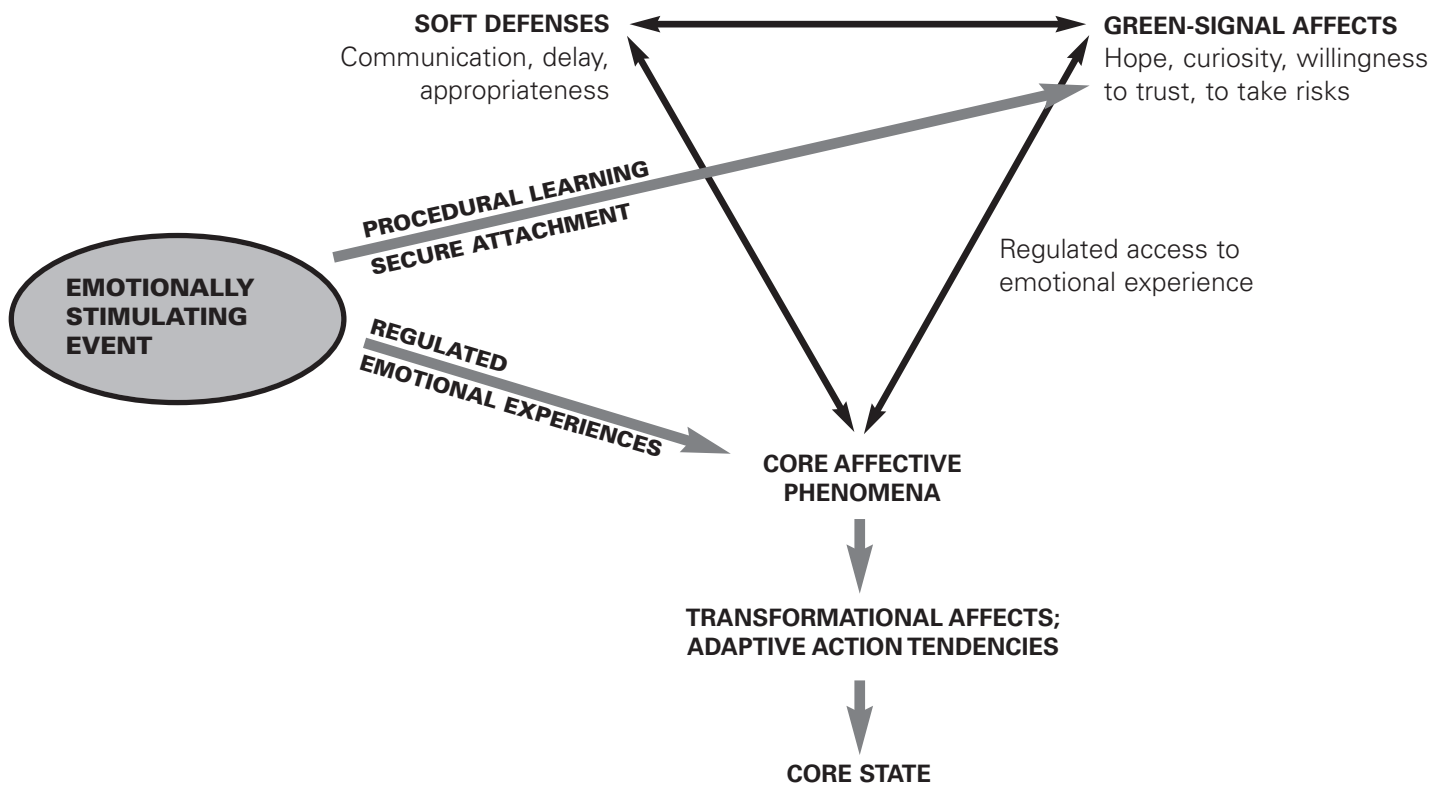 SOFT DEFENSES
Communication, delay,
appropriateness
GREEN-SIGNAL AFFECTS
Hope, curiosity, willingness
to trust, to take risks
PROCEDURAL LEARNING
SECURE ATTACHMENT
Regulated access to
emotional experience
EMOTIONALLY
STIMULATING
EVENT
REGULATED
EMOTIONAL EXPERIENCES
CORE AFFECTIVE
PHENOMENA
TRANSFORMATIONAL AFFECTS;
ADAPTIVE ACTION TENDENCIES
CORE STATE